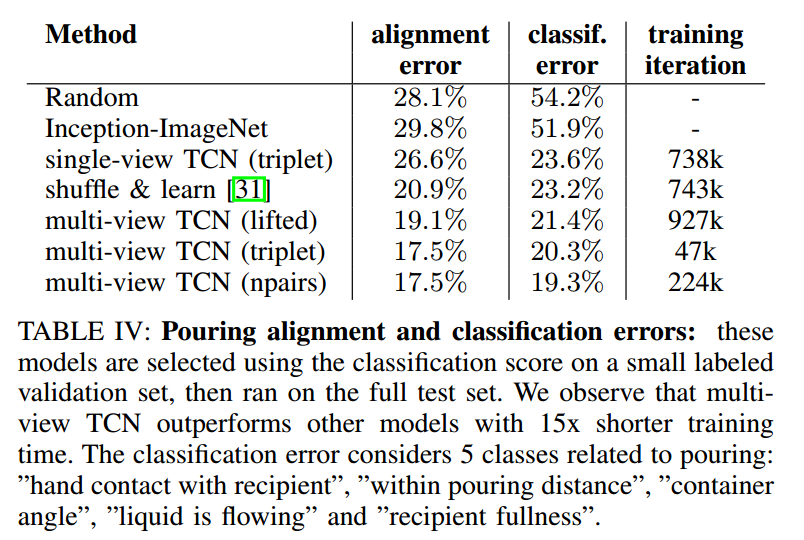 Method alignment error classif. error training iteration
Random 28.1% 54.2% -
Inception-ImageNet 29.8% 51.9% -
single-view TCN (triplet) 26.6% 23.6% 738k
shuffle & learn [31] 20.9% 23.2% 743k
multi-view TCN (lifted) 19.1% 21.4% 927k
multi-view TCN (triplet) 17.5% 20.3% 47k
multi-view TCN (npairs) 17.5% 19.3% 224k
TABLE IV: Pouring alignment and classification errors: these
models are selected using the classification score on a small labeled
validation set, then ran on the full test set. We observe that multi-
view TCN outperforms other models with 15x shorter training
time. The classification error considers 5 classes related to pouring:
”hand contact with recipient”, ”within pouring distance”, ”container
angle”, ”liquid is flowing” and ”recipient fullness”.